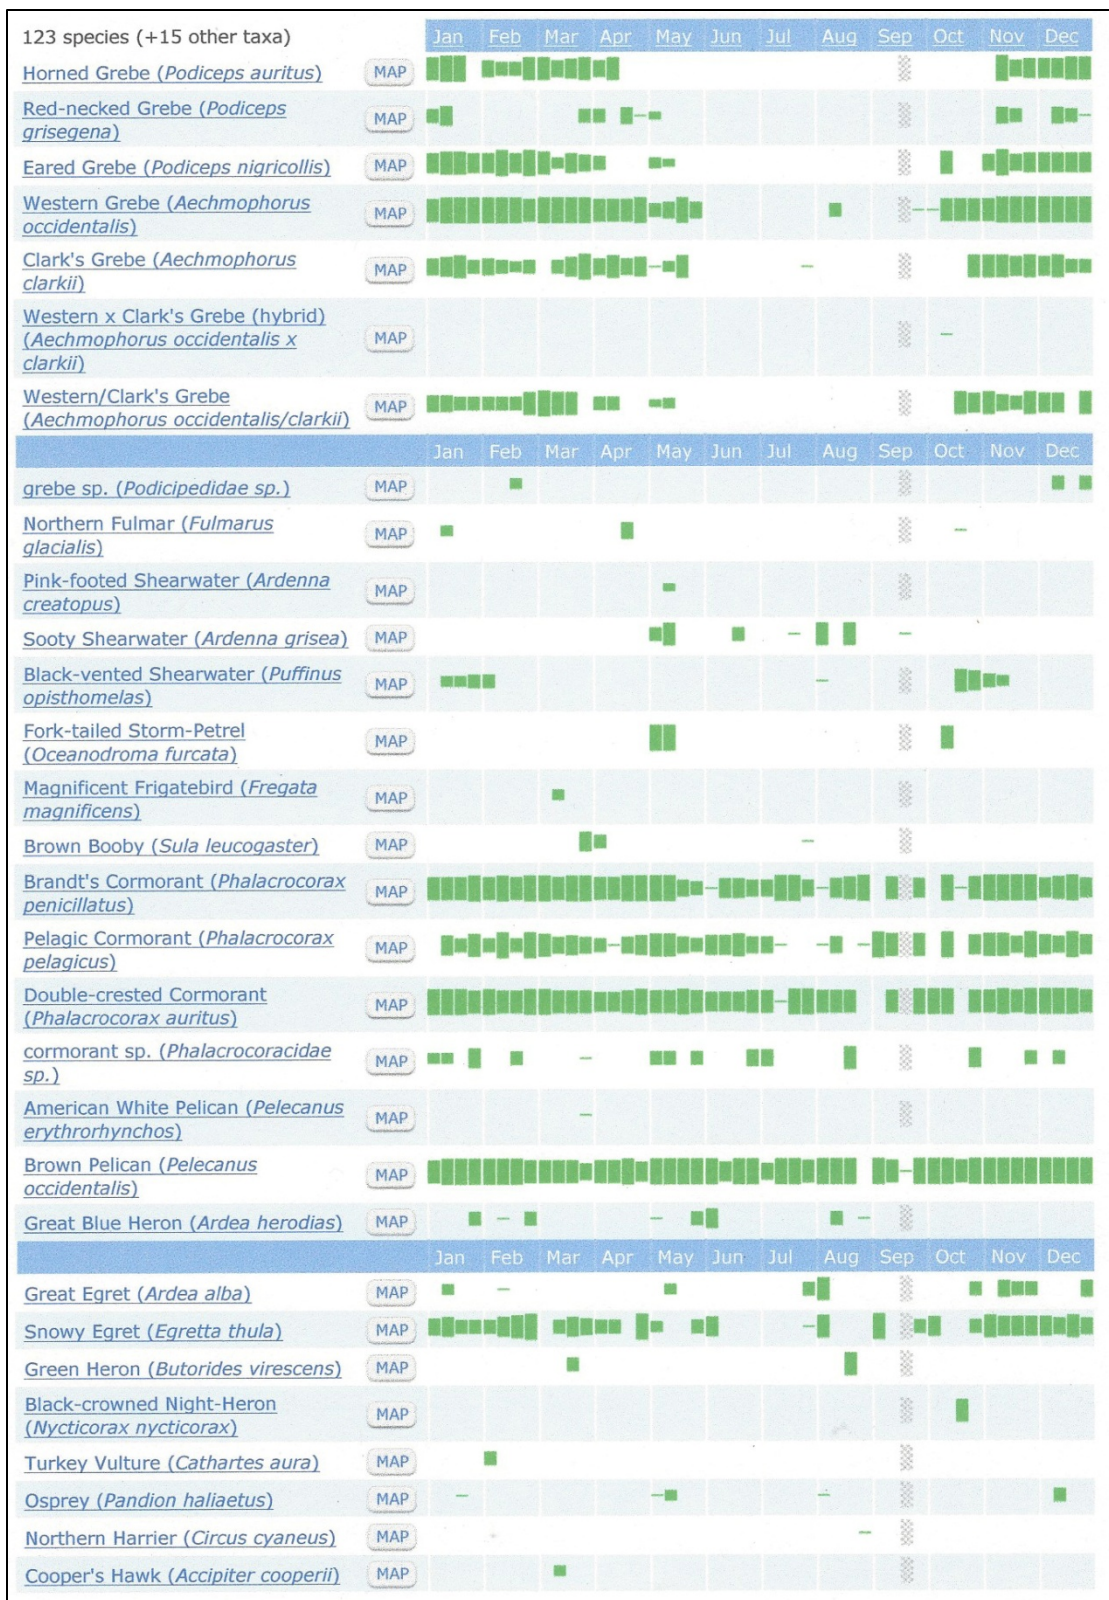 123 species (+15 other taxa) Jan Feb Mar Apr May Jun Jul Aug Sep Oct Nov Dec
Horned Grebe (Podiceps auritus) MAP
Red-necked Grebe (Podiceps
grisegena) MAP
Eared Grebe (Podiceps nigricollis) MAP
Western Grebe (Aechmophorus
occidentalis) MAP
Clark's Grebe (Aechmophorus
clarkii) MAP
Western x Clark's Grebe (hybrid)
(Aechmophorus occidentalis x MAP
clarkii)
Western/Clark's Grebe
(Aechmophorus occidentalis/clarkii) MAP
Jan Feb Mar Apr May Jun Jul Aug Sep Oct Nov Dec
grebe sp. (Podicipedidae sp.) MAP
Northern Fulmar (Fulmarus
glacialis) MAP
Pink-footed Shearwater (Ardenna
creatopus) MAP
Sooty Shearwater (Ardenna grisea) MAP
Black-vented Shearwater (Puffinus
opisthomelas) MAP
Fork-tailed Storm-Petrel
(Oceanodroma furcata) MAP
Magnificent Frigatebird (Fregata
magnificens) MAP
Brown Booby (Sula leucogaster) MAP
Brandt's Cormorant (Phalacrocorax
penicillatus) MAP
Pelagic Cormorant (Phalacrocorax
pelagicus) MAP
Double-crested Cormorant
(Phalacrocorax auritus) MAP
cormorant sp. (Phalacrocoracidae
sp.) MAP
American White Pelican (Pelecanus
erythrorhynchos) MAP
Brown Pelican (Pelecanus
occidentalis) MAP
Great Blue Heron (Ardea herodias) MAP
Jan Feb Mar Apr May Jun Jul Aug Sep Oct Nov Dec
Great Egret (Ardea alba) MAP
Snowy Egret (Egretta thula) MAP
Green Heron (Butorides virescens) MAP
Black-crowned Night-Heron
(Nycticorax nycticorax) MAP
Turkey Vulture (Cathartes aura) MAP
Osprey (Pandion haliaetus) MAP
Northern Harrier (Circus cyaneus) MAP
Cooper's Hawk (Accipiter cooperii) MAP